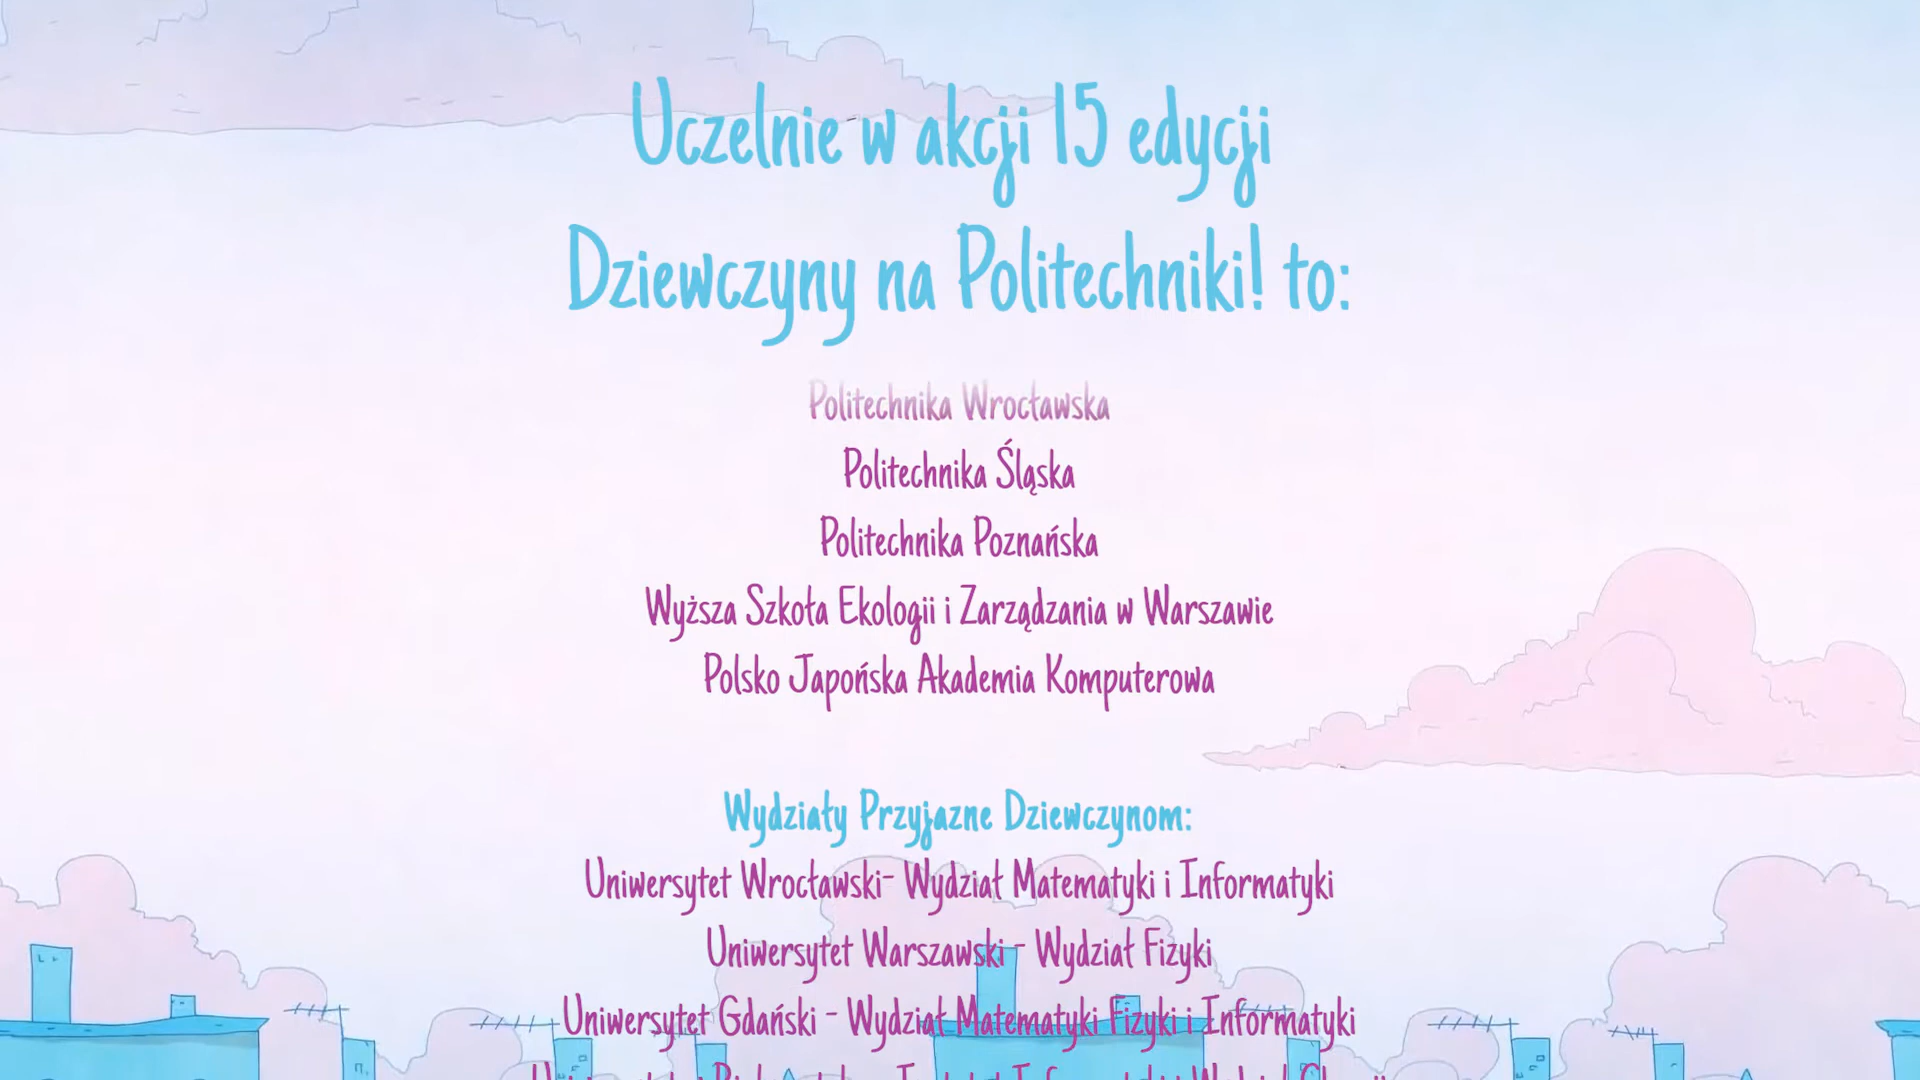 Uczelnie w akcji 15 edycji
Dziewczyny na Politechniki! to:
Politechnika Wrocławska
Politechnika Śląska
Politechnika Poznańska
Wyższa Szkoła Ekologii i Zarządzania w Warszawie
Polsko Japońska Akademia Komputerowa
Wydziały Przyjazne Dziewczynom:
Uniwersytet Wrocławski- Wydział Matematyki i Informatyki
Uniwersytet Warszawski - Wydział Fizyki
Uniwersytet Gdański - Wydział Matematyki Fizyki i Informatyki